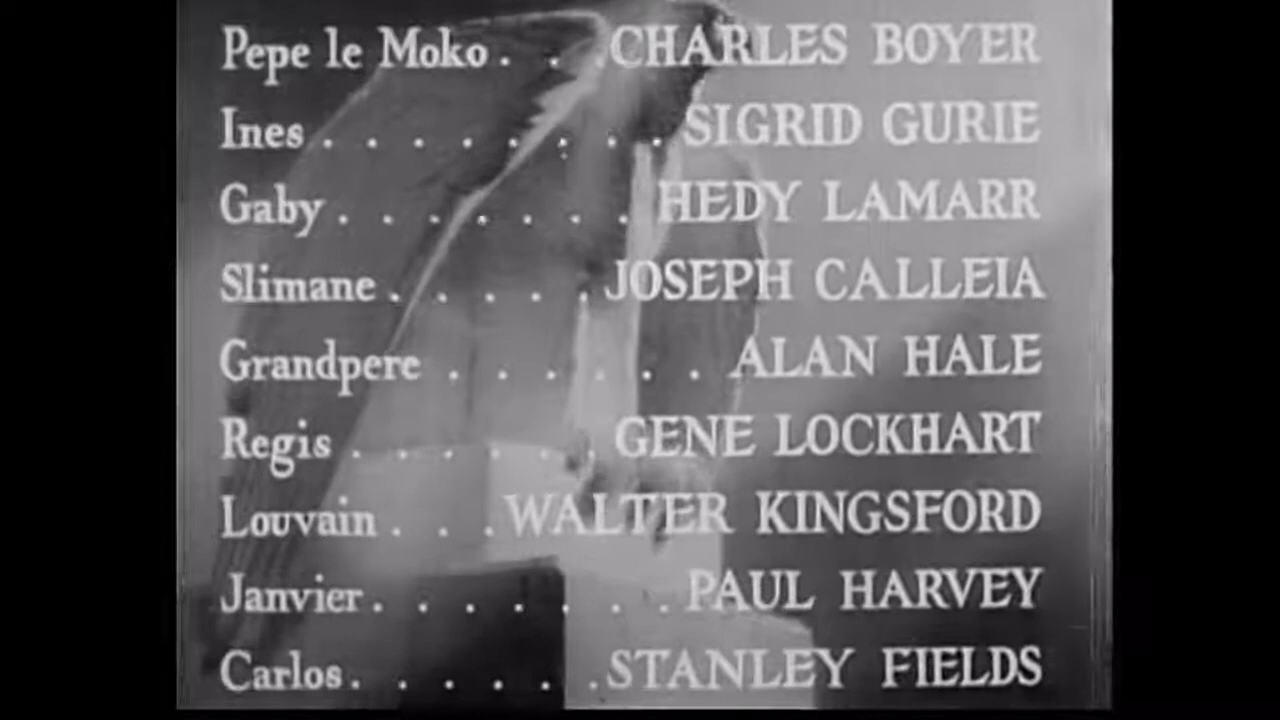 Pepe le Moko . . . CHARLES BOYER
Ines . . . . . . . . SIGRID GURIE
Gaby . . . . . . . HEDY LAMARR
Slimane . . . . . JOSEPH CALLEIA
Grandpere . . . . . . ALAN HALE
Regis . . . . . . GENE LOCKHART
Louvain . . . WALTER KINGSFORD
Janvier . . . . . . . PAUL HARVEY
Carlos . . . . . . STANLEY FIELDS